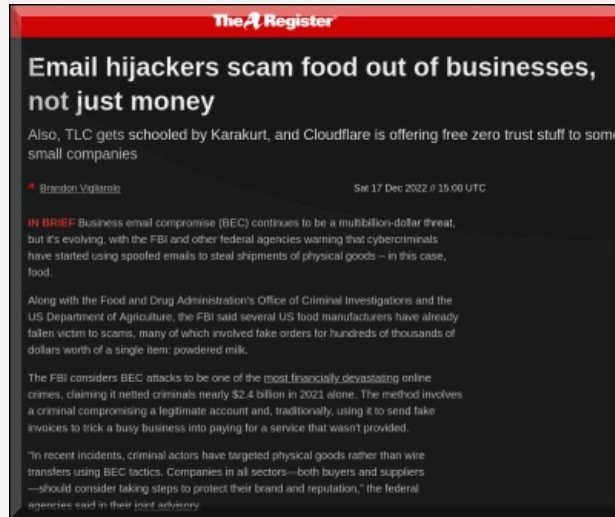 The A Register
Email hijackers scam food out of businesses,
not just money
Also, TLC gets schooled by Karakurt, and Cloudflare is offering free zero trust stuff to some
small companies
Brandon Vigliarolo Sat 17 Dec 2022 // 15:00 UTC
IN BRIEF Business email compromise (BEC) continues to be a multibillion-dollar threat,
but it's evolving, with the FBI and other federal agencies warning that cybercriminals
have started using spoofed emails to steal shipments of physical goods – in this case,
food.
Along with the Food and Drug Administration's Office of Criminal Investigations and the
US Department of Agriculture, the FBI said several US food manufacturers have already
fallen victim to scams, many of which involved fake orders for hundreds of thousands of
dollars worth of a single item: powdered milk.
The FBI considers BEC attacks to be one of the most financially devastating online
crimes, claiming it netted criminals nearly $2.4 billion in 2021 alone. The method involves
a criminal compromising a legitimate account and, traditionally, using it to send fake
invoices to trick a busy business into paying for a service that wasn't provided.
"In recent incidents, criminal actors have targeted physical goods rather than wire
transfers using BEC tactics. Companies in all sectors—both buyers and suppliers
—should consider taking steps to protect their brand and reputation," the federal
agencies said in their joint advisory.